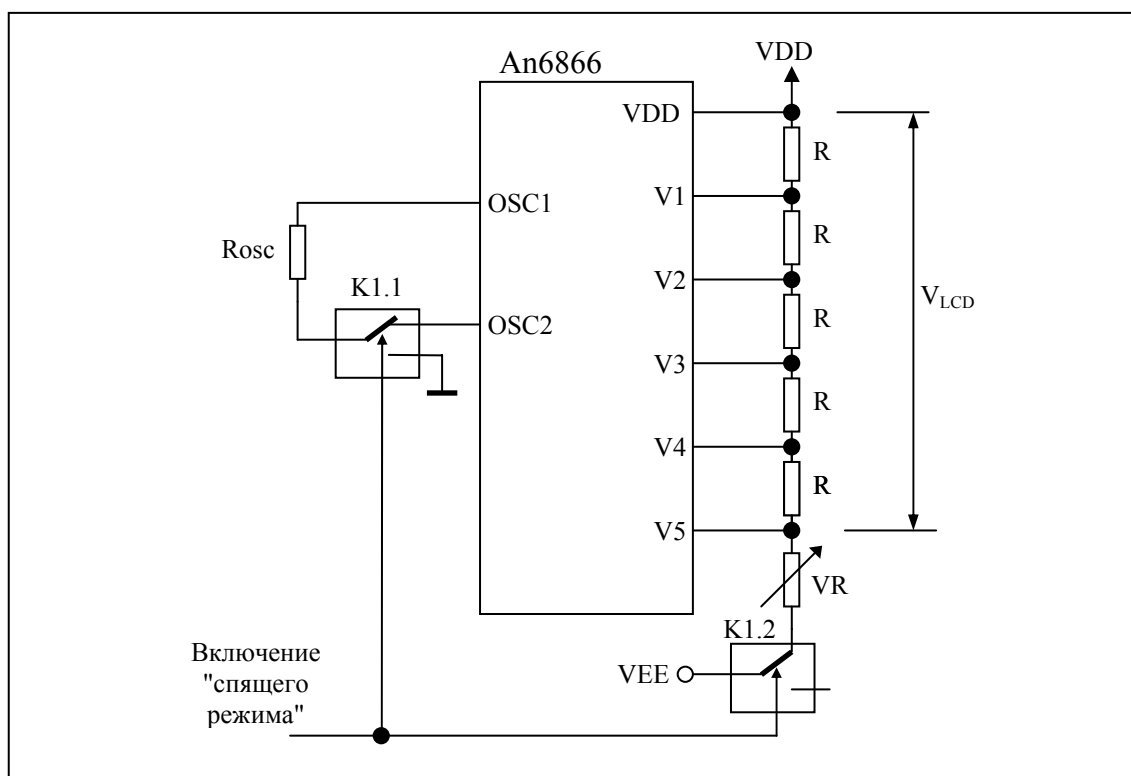 An6866
VDD
VDD
R
OSC1
V1
Rosc
R
K1.1
V2
OSC2
R
VLCD
V3
R
V4
R
V5
VR
K1.2
Включение
"спящего
режима"
VEE